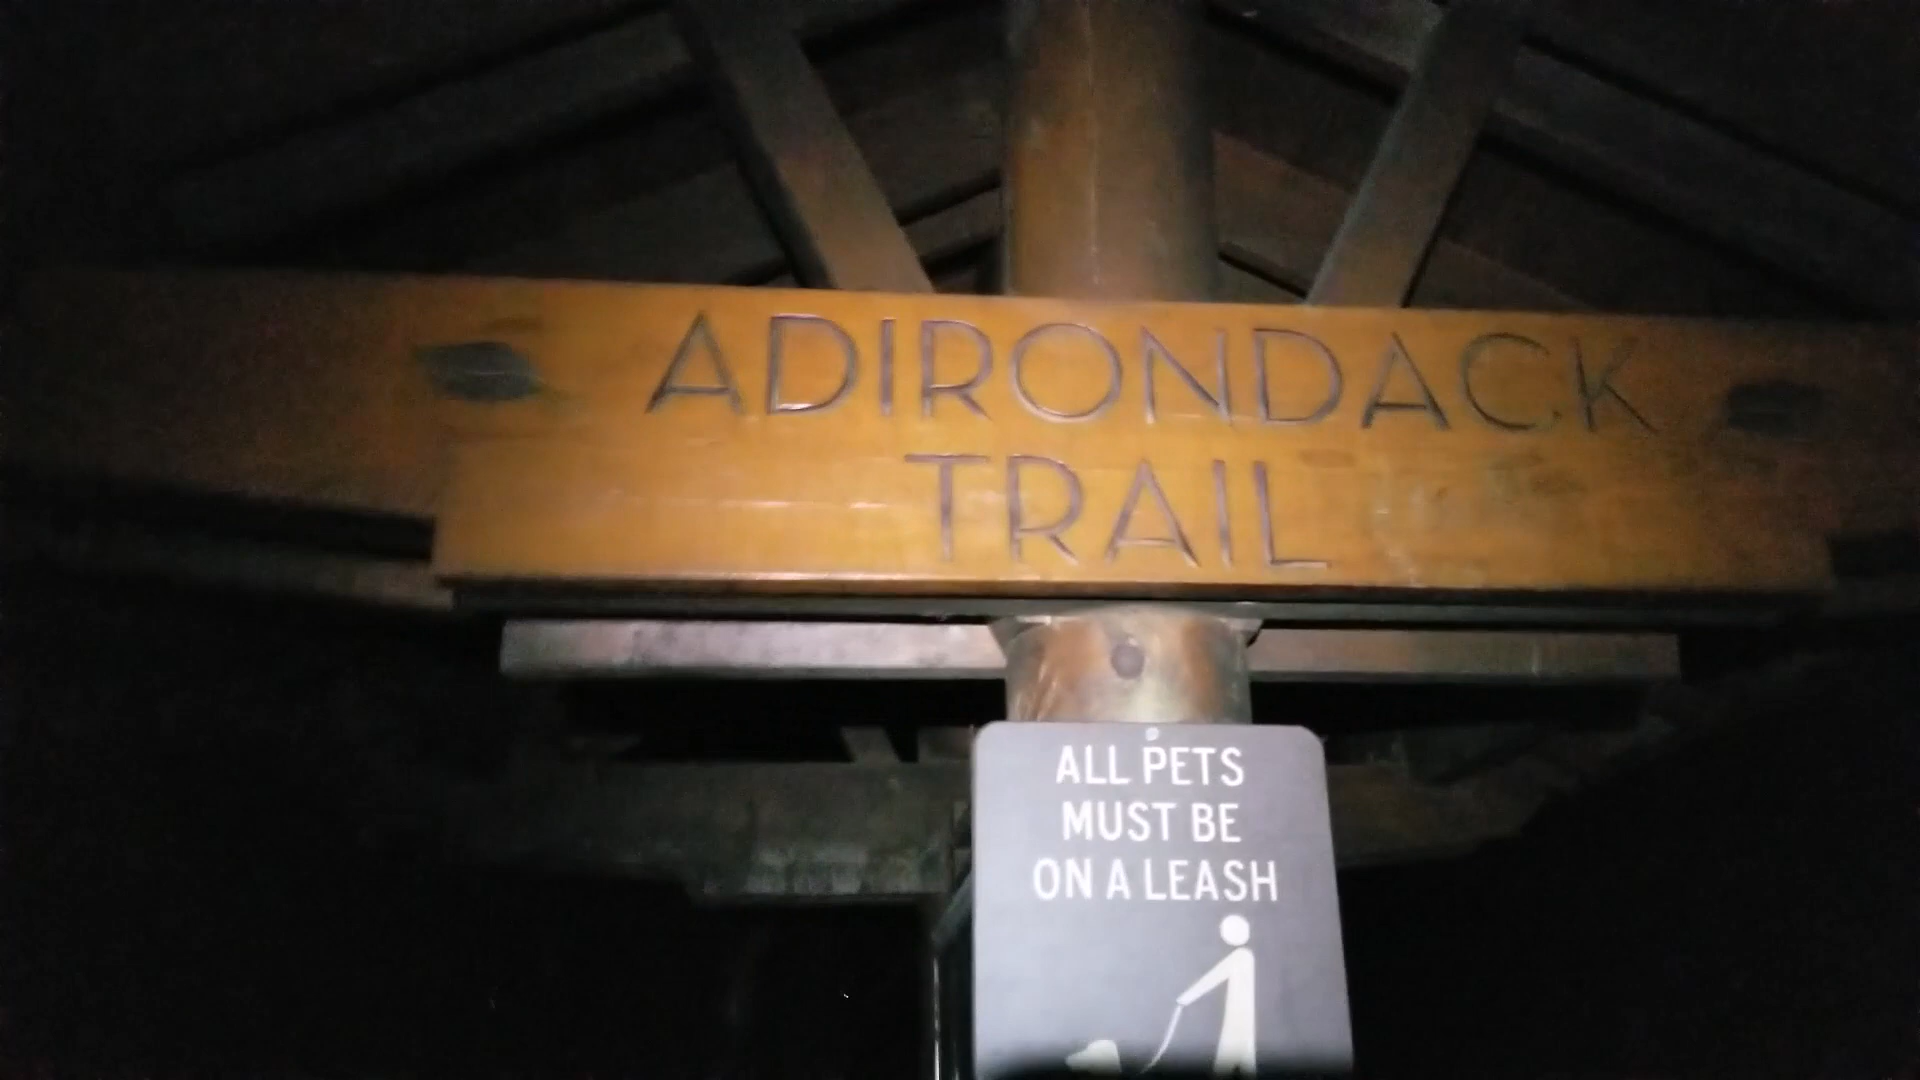 ADIRONDACK
TRAIL
ALL PETS
MUST BE
ON A LEASH